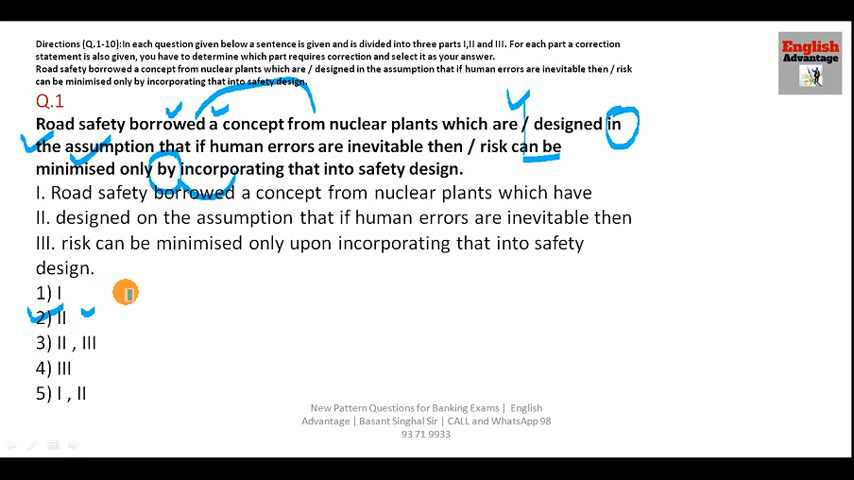 Directions (Q.1-10):In each question given below a sentence is given and is divided into three parts I,II and III. For each part a correction
statement is also given, you have to determine which part requires correction and select it as your answer.
Road safety borrowed a concept from nuclear plants which are / designed in the assumption that if human errors are inevitable then / risk
can be minimised only by incorporating that into safety design.
English
Advantage
Q.1
Road safety borrowed a concept from nuclear plants which are / designed in
the assumption that if human errors are inevitable then / risk can be
minimised only by incorporating that into safety design.
I. Road safety borrowed a concept from nuclear plants which have
II. designed on the assumption that if human errors are inevitable then
III. risk can be minimised only upon incorporating that into safety
design.
1) I
2) II
3) II , III
4) III
5) I , II
New Pattern Questions for Banking Exams | English
Advantage | Basant Singhal Sir | CALL and WhatsApp 98
93 71 9933